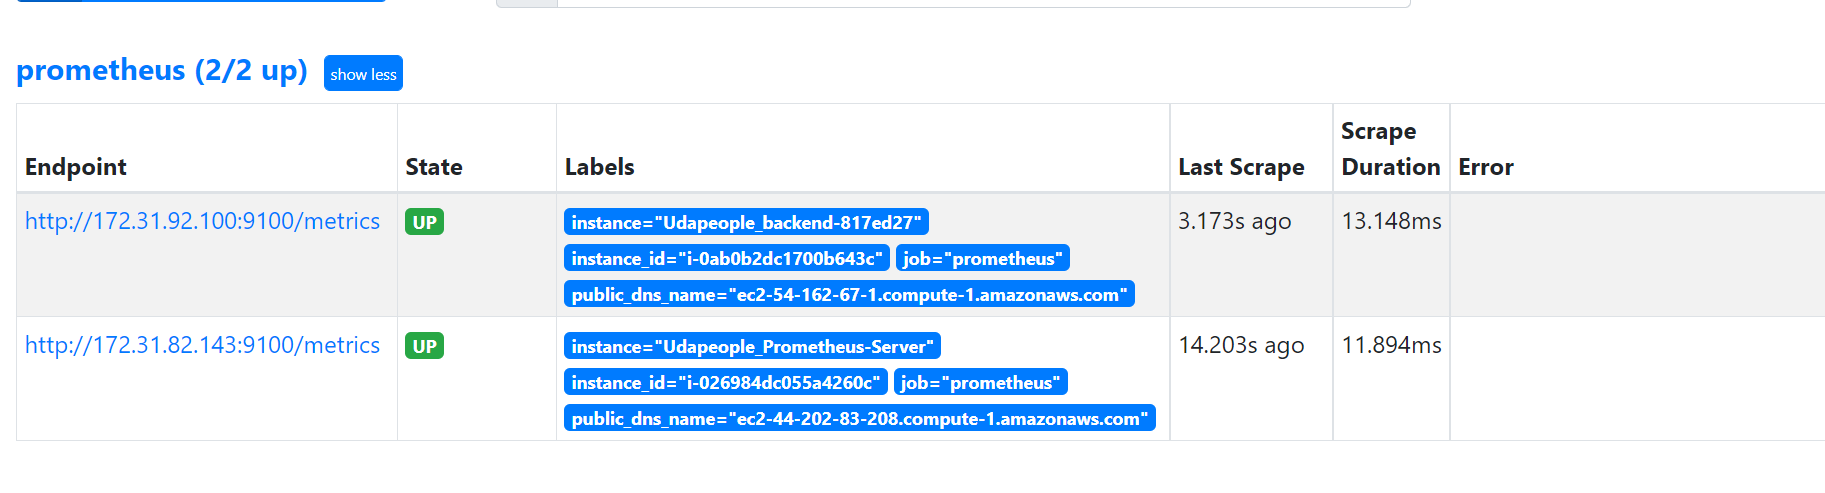 prometheus (2/2 up) show less
Endpoint State Labels Last Scrape Scrape Duration Error
http://172.31.92.100:9100/metrics UP instance="Udapeople_backend-817ed27" 3.173s ago 13.148ms
instance_id="i-0ab0b2dc1700b643c" job="prometheus"
public_dns_name="ec2-54-162-67-1.compute-1.amazonaws.com"
http://172.31.82.143:9100/metrics UP instance="Udapeople_Prometheus-Server" 14.203s ago 11.894ms
instance_id="i-026984dc055a4260c" job="prometheus"
public_dns_name="ec2-44-202-83-208.compute-1.amazonaws.com"